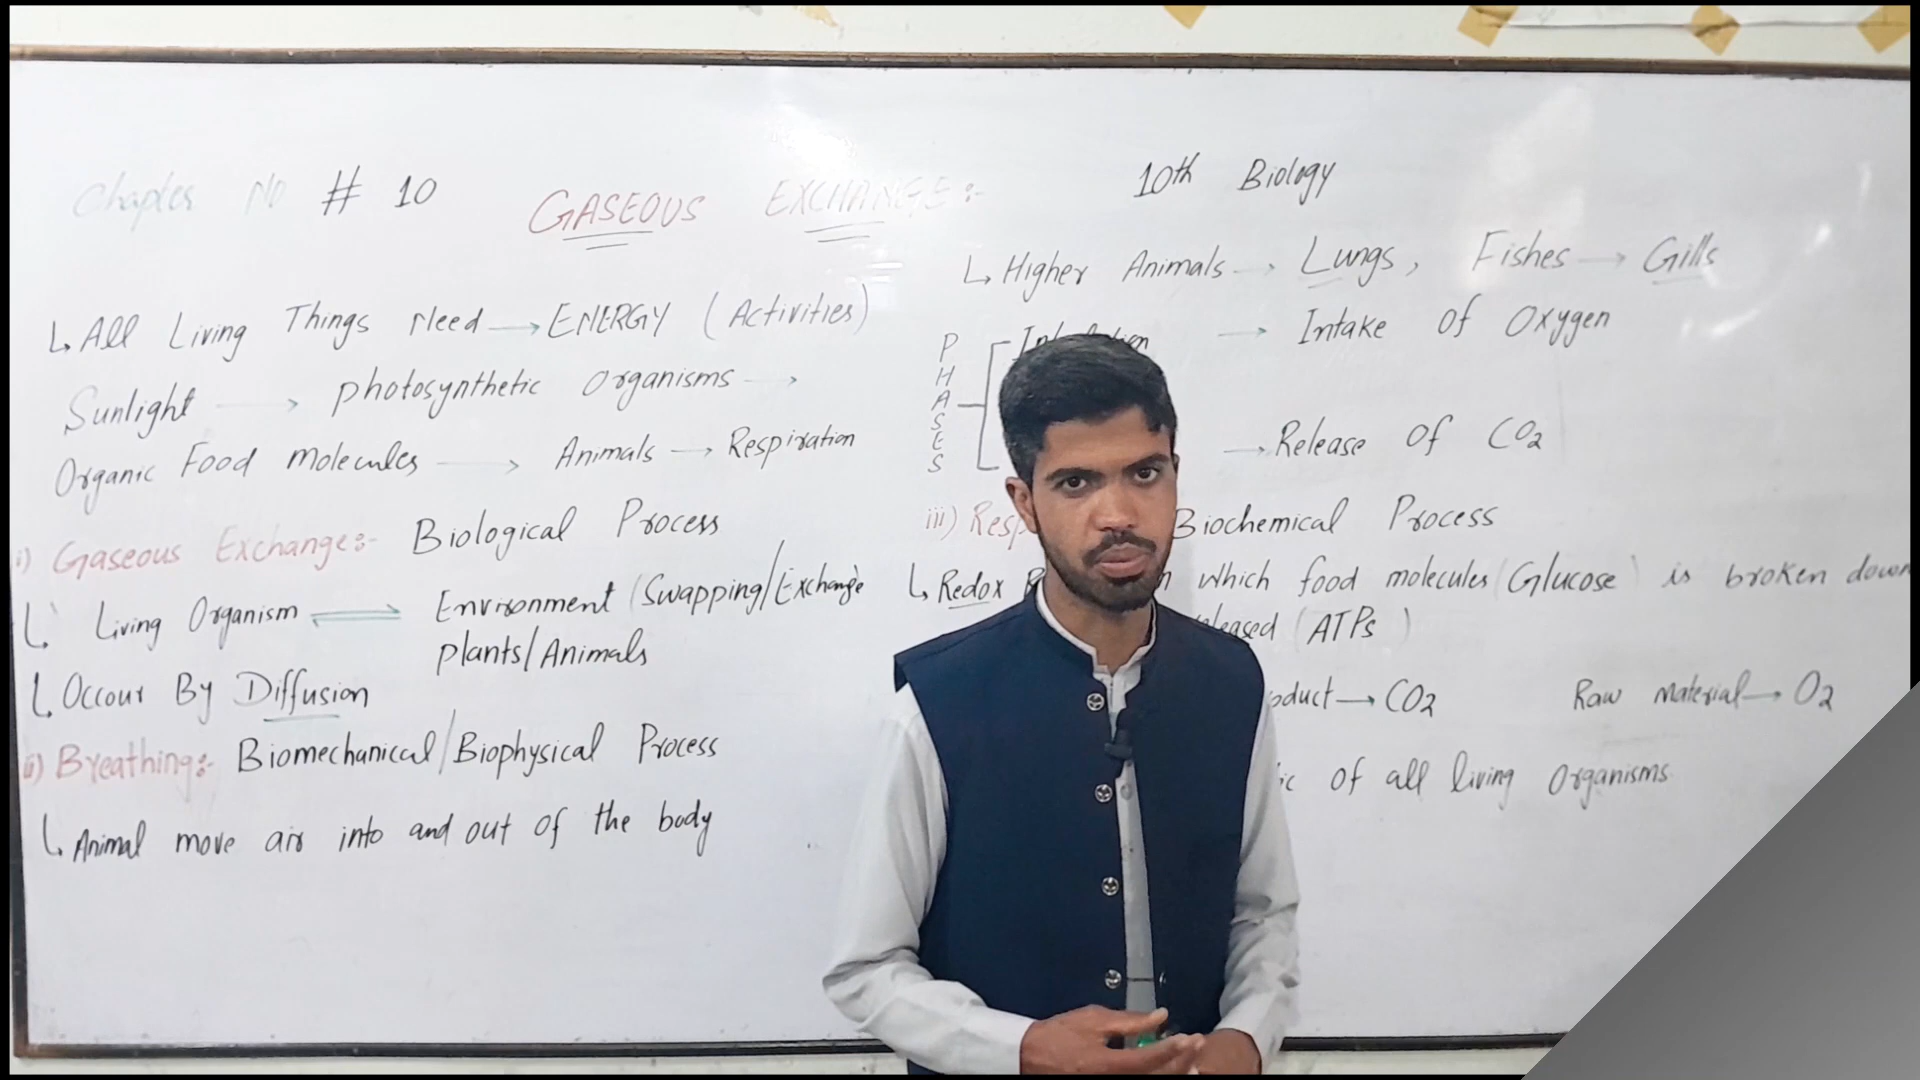 Chapter No # 10
GASEOUS EXCHANGE:-
10th Biology
↳ All Living Things Need → ENERGY (Activities)
Sunlight → photosynthetic Organisms →
Organic Food molecules → Animals → Respiration
i) Gaseous Exchange:- Biological Process
↳ Living Organism ⇌ Environment (Swapping/Exchange
plants/Animals
↳ Occour By Diffusion
ii) Breathing:- Biomechanical/Biophysical Process
↳ Animal move air into and out of the body
↳ Higher Animals → Lungs, Fishes → Gills
PHASES
→ Intake of Oxygen
→ Release of CO2
iii) Biochemical Process
↳ Redox which food molecules (Glucose) is broken down
(ATPs)
→ CO2 Raw material → O2
of all living Organisms